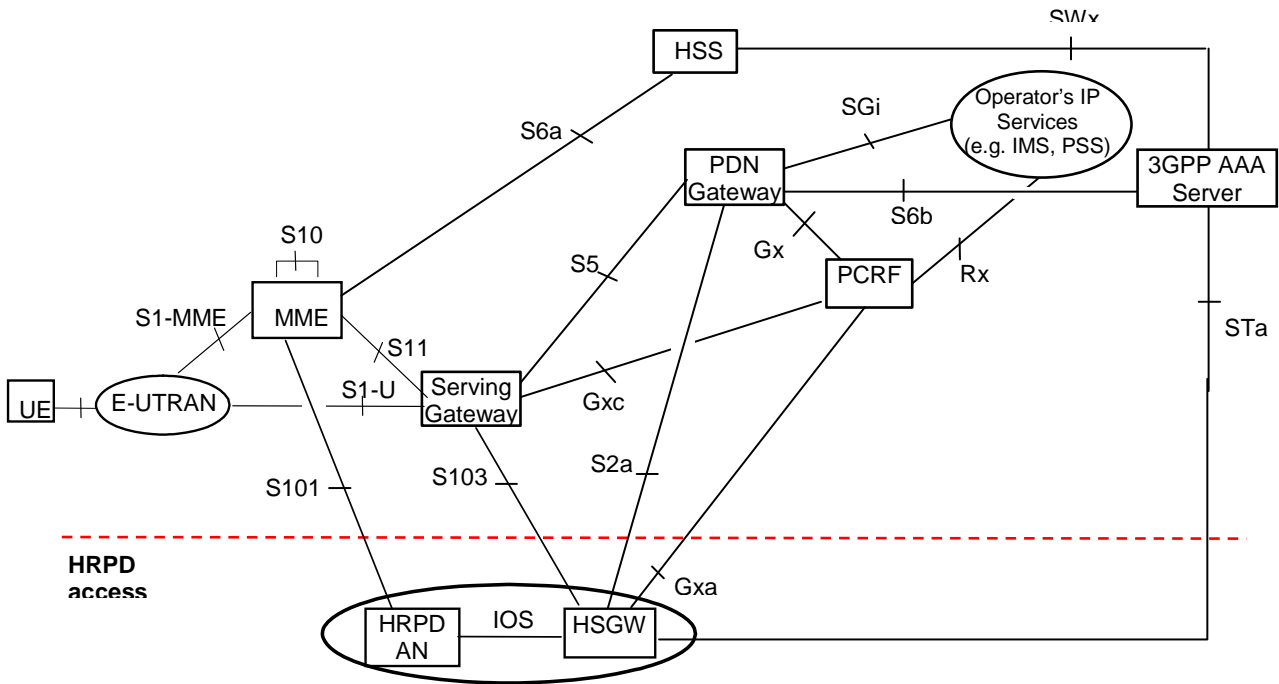 SWx
HSS
Operator's IP
Services
(e.g. IMS, PSS)
SGi
S6a
PDN
Gateway
3GPP AAA
Server
S6b
S10
Gx
S5
PCRF
Rx
S1-MME
MME
STa
S11
S1-U
Serving
Gateway
Gxc
UE
E-UTRAN
S101
S103
S2a
HRPD
access
Gxa
IOS
HRPD
AN
HSGW